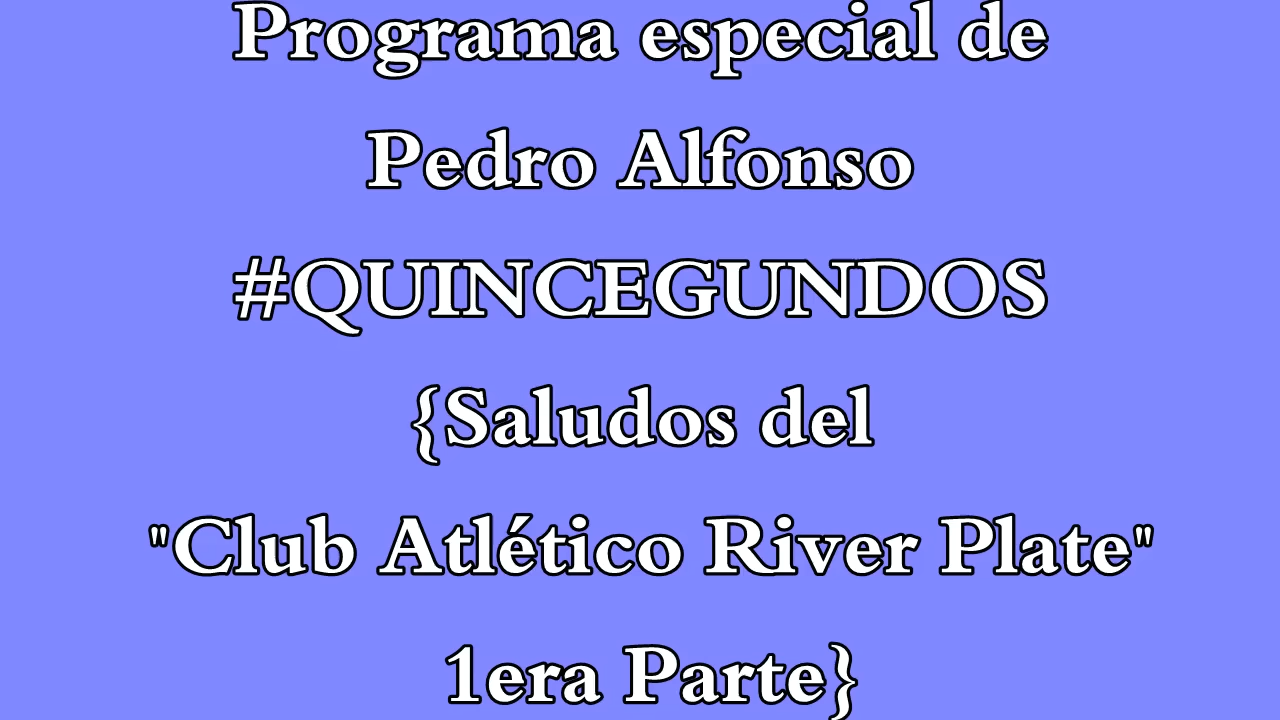 Programa especial de
Pedro Alfonso
#QUINCEGUNDOS
{Saludos del
"Club Atlético River Plate"
1era Parte}